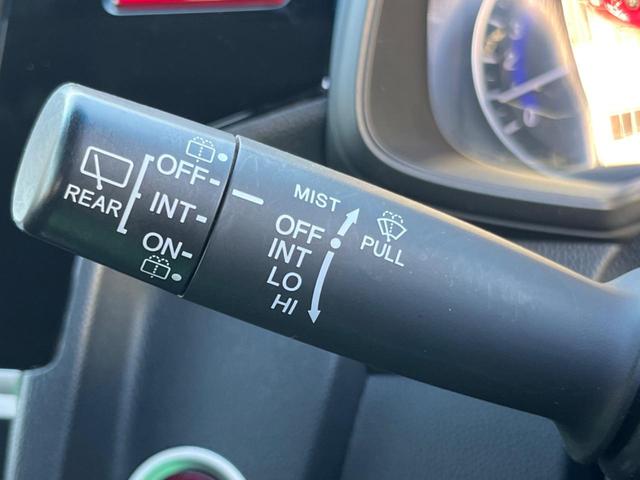 REAR
OFF
INT
ON
MIST
OFF
INT
LO
HI
PULL